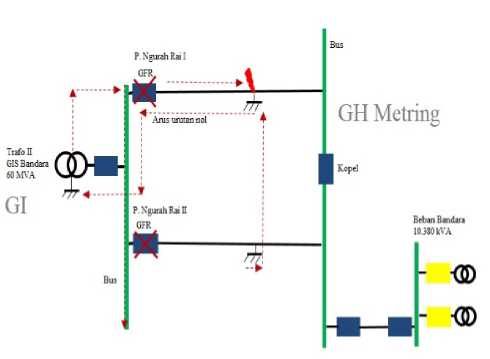 Bus
P. Ngurah Rai I
GFR
GH Metring
Arus urutan nol
Trafo II
GIS Bandara
60 MVA
Kopel
GI
P. Ngurah Rai II
GFR
Beban Bandara
10.380 kVA
Bus